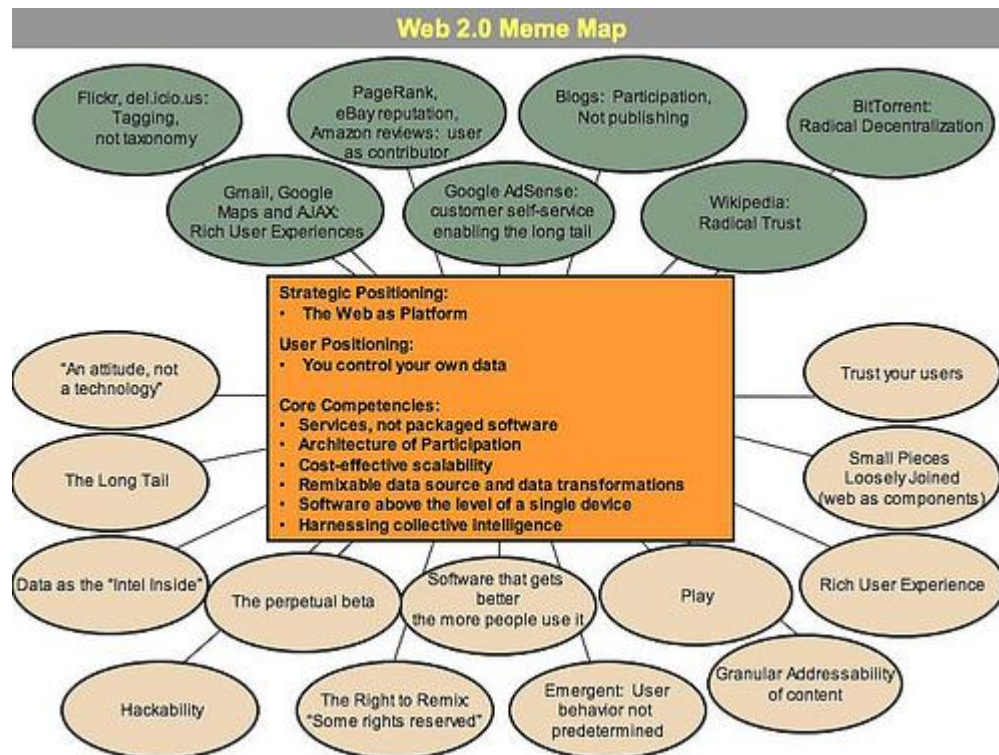 Web 2.0 Meme Map
Flickr, del.icio.us:
Tagging,
not taxonomy
PageRank,
eBay reputation,
Amazon reviews: user
as contributor
Blogs: Participation,
Not publishing
BitTorrent:
Radical Decentralization
Gmail, Google
Maps and AJAX:
Rich User Experiences
Google AdSense:
customer self-service
enabling the long tail
Wikipedia:
Radical Trust
Strategic Positioning:
• The Web as Platform
User Positioning:
• You control your own data
Core Competencies:
• Services, not packaged software
• Architecture of Participation
• Cost-effective scalability
• Remixable data source and data transformations
• Software above the level of a single device
• Harnessing collective intelligence
"An attitude, not
a technology"
Trust your users
The Long Tail
Small Pieces
Loosely Joined
(web as components)
Data as the "Intel Inside"
The perpetual beta
Software that gets
better
the more people use it
Play
Rich User Experience
Hackability
The Right to Remix:
"Some rights reserved"
Emergent: User
behavior not
predetermined
Granular Addressability
of content